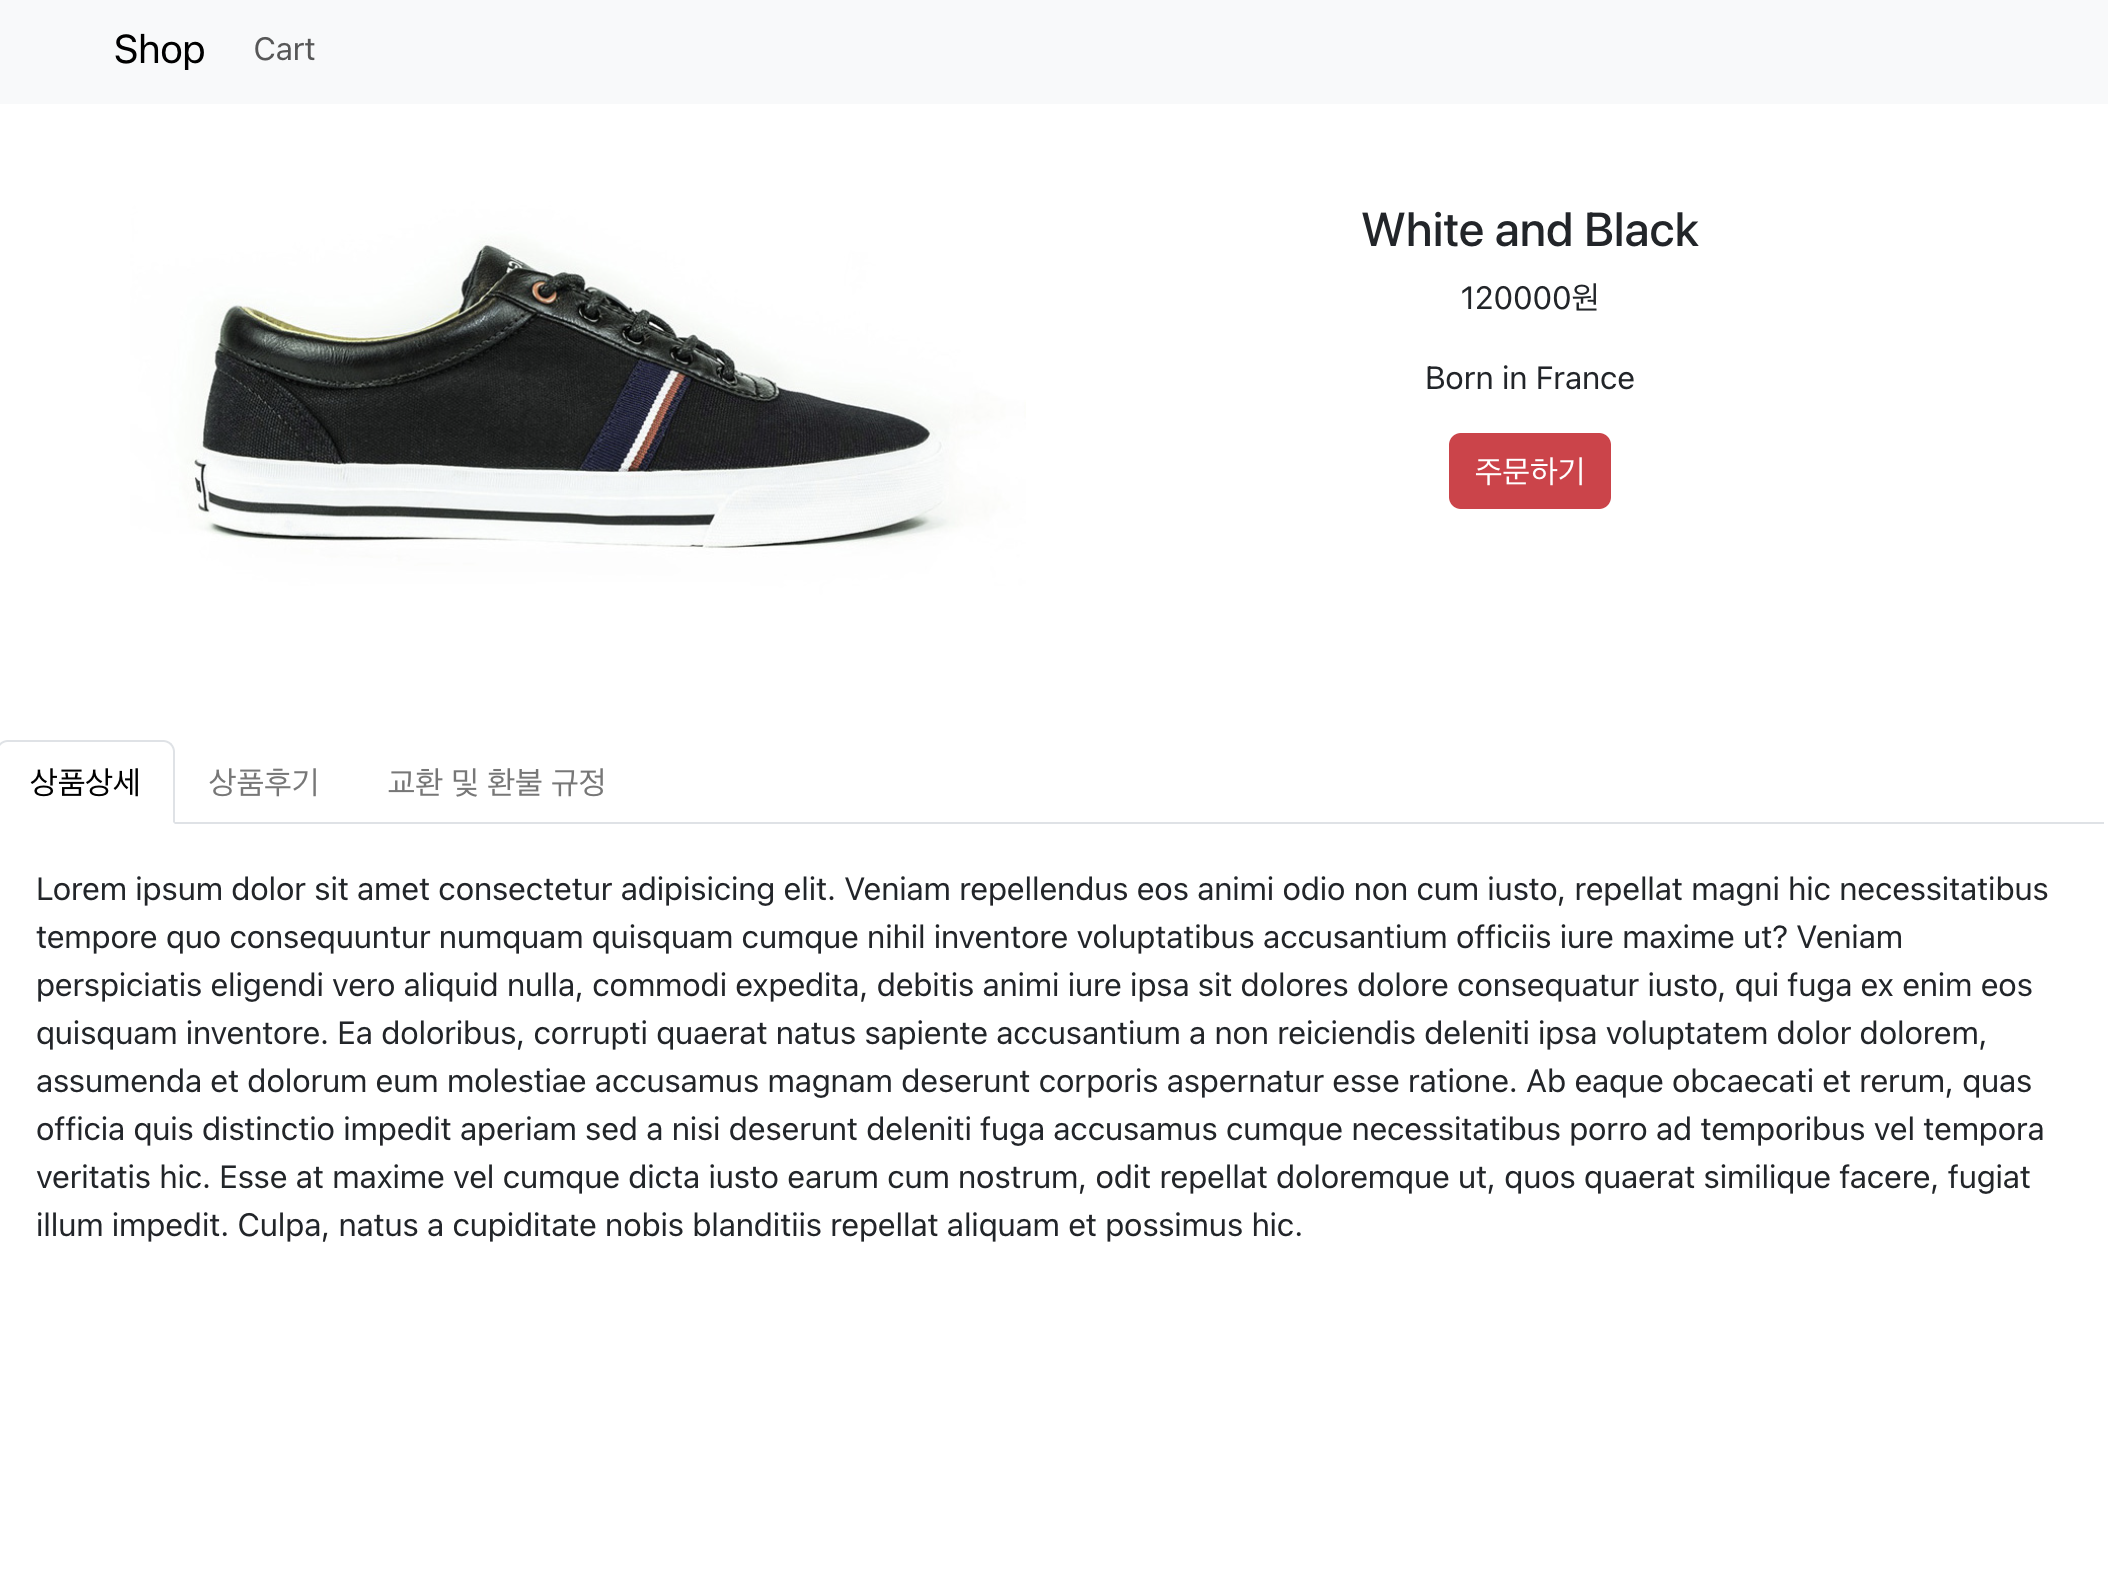 Shop Cart
White and Black
120000원
Born in France
주문하기
상품상세 상품후기 교환 및 환불 규정
Lorem ipsum dolor sit amet consectetur adipisicing elit. Veniam repellendus eos animi odio non cum iusto, repellat magni hic necessitatibus
tempore quo consequuntur numquam quisquam cumque nihil inventore voluptatibus accusantium officiis iure maxime ut? Veniam
perspiciatis eligendi vero aliquid nulla, commodi expedita, debitis animi iure ipsa sit dolores dolore consequatur iusto, qui fuga ex enim eos
quisquam inventore. Ea doloribus, corrupti quaerat natus sapiente accusantium a non reiciendis deleniti ipsa voluptatem dolor dolorem,
assumenda et dolorum eum molestiae accusamus magnam deserunt corporis aspernatur esse ratione. Ab eaque obcaecati et rerum, quas
officia quis distinctio impedit aperiam sed a nisi deserunt deleniti fuga accusamus cumque necessitatibus porro ad temporibus vel tempora
veritatis hic. Esse at maxime vel cumque dicta iusto earum cum nostrum, odit repellat doloremque ut, quos quaerat similique facere, fugiat
illum impedit. Culpa, natus a cupiditate nobis blanditiis repellat aliquam et possimus hic.